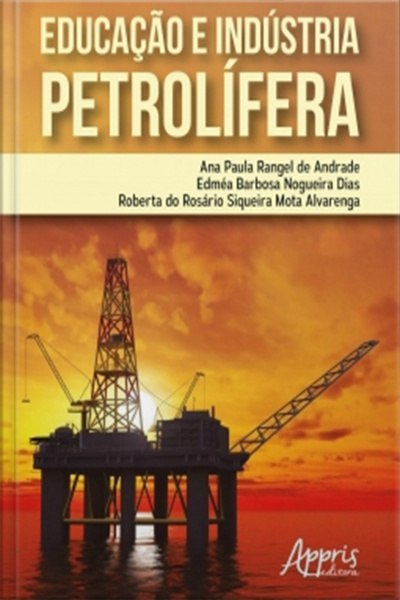 EDUCAÇÃO E INDÚSTRIA
PETROLÍFERA
Ana Paula Rangel de Andrade
Edméa Barbosa Nogueira Dias
Roberta do Rosário Siqueira Mota Alvarenga
Appris
editora